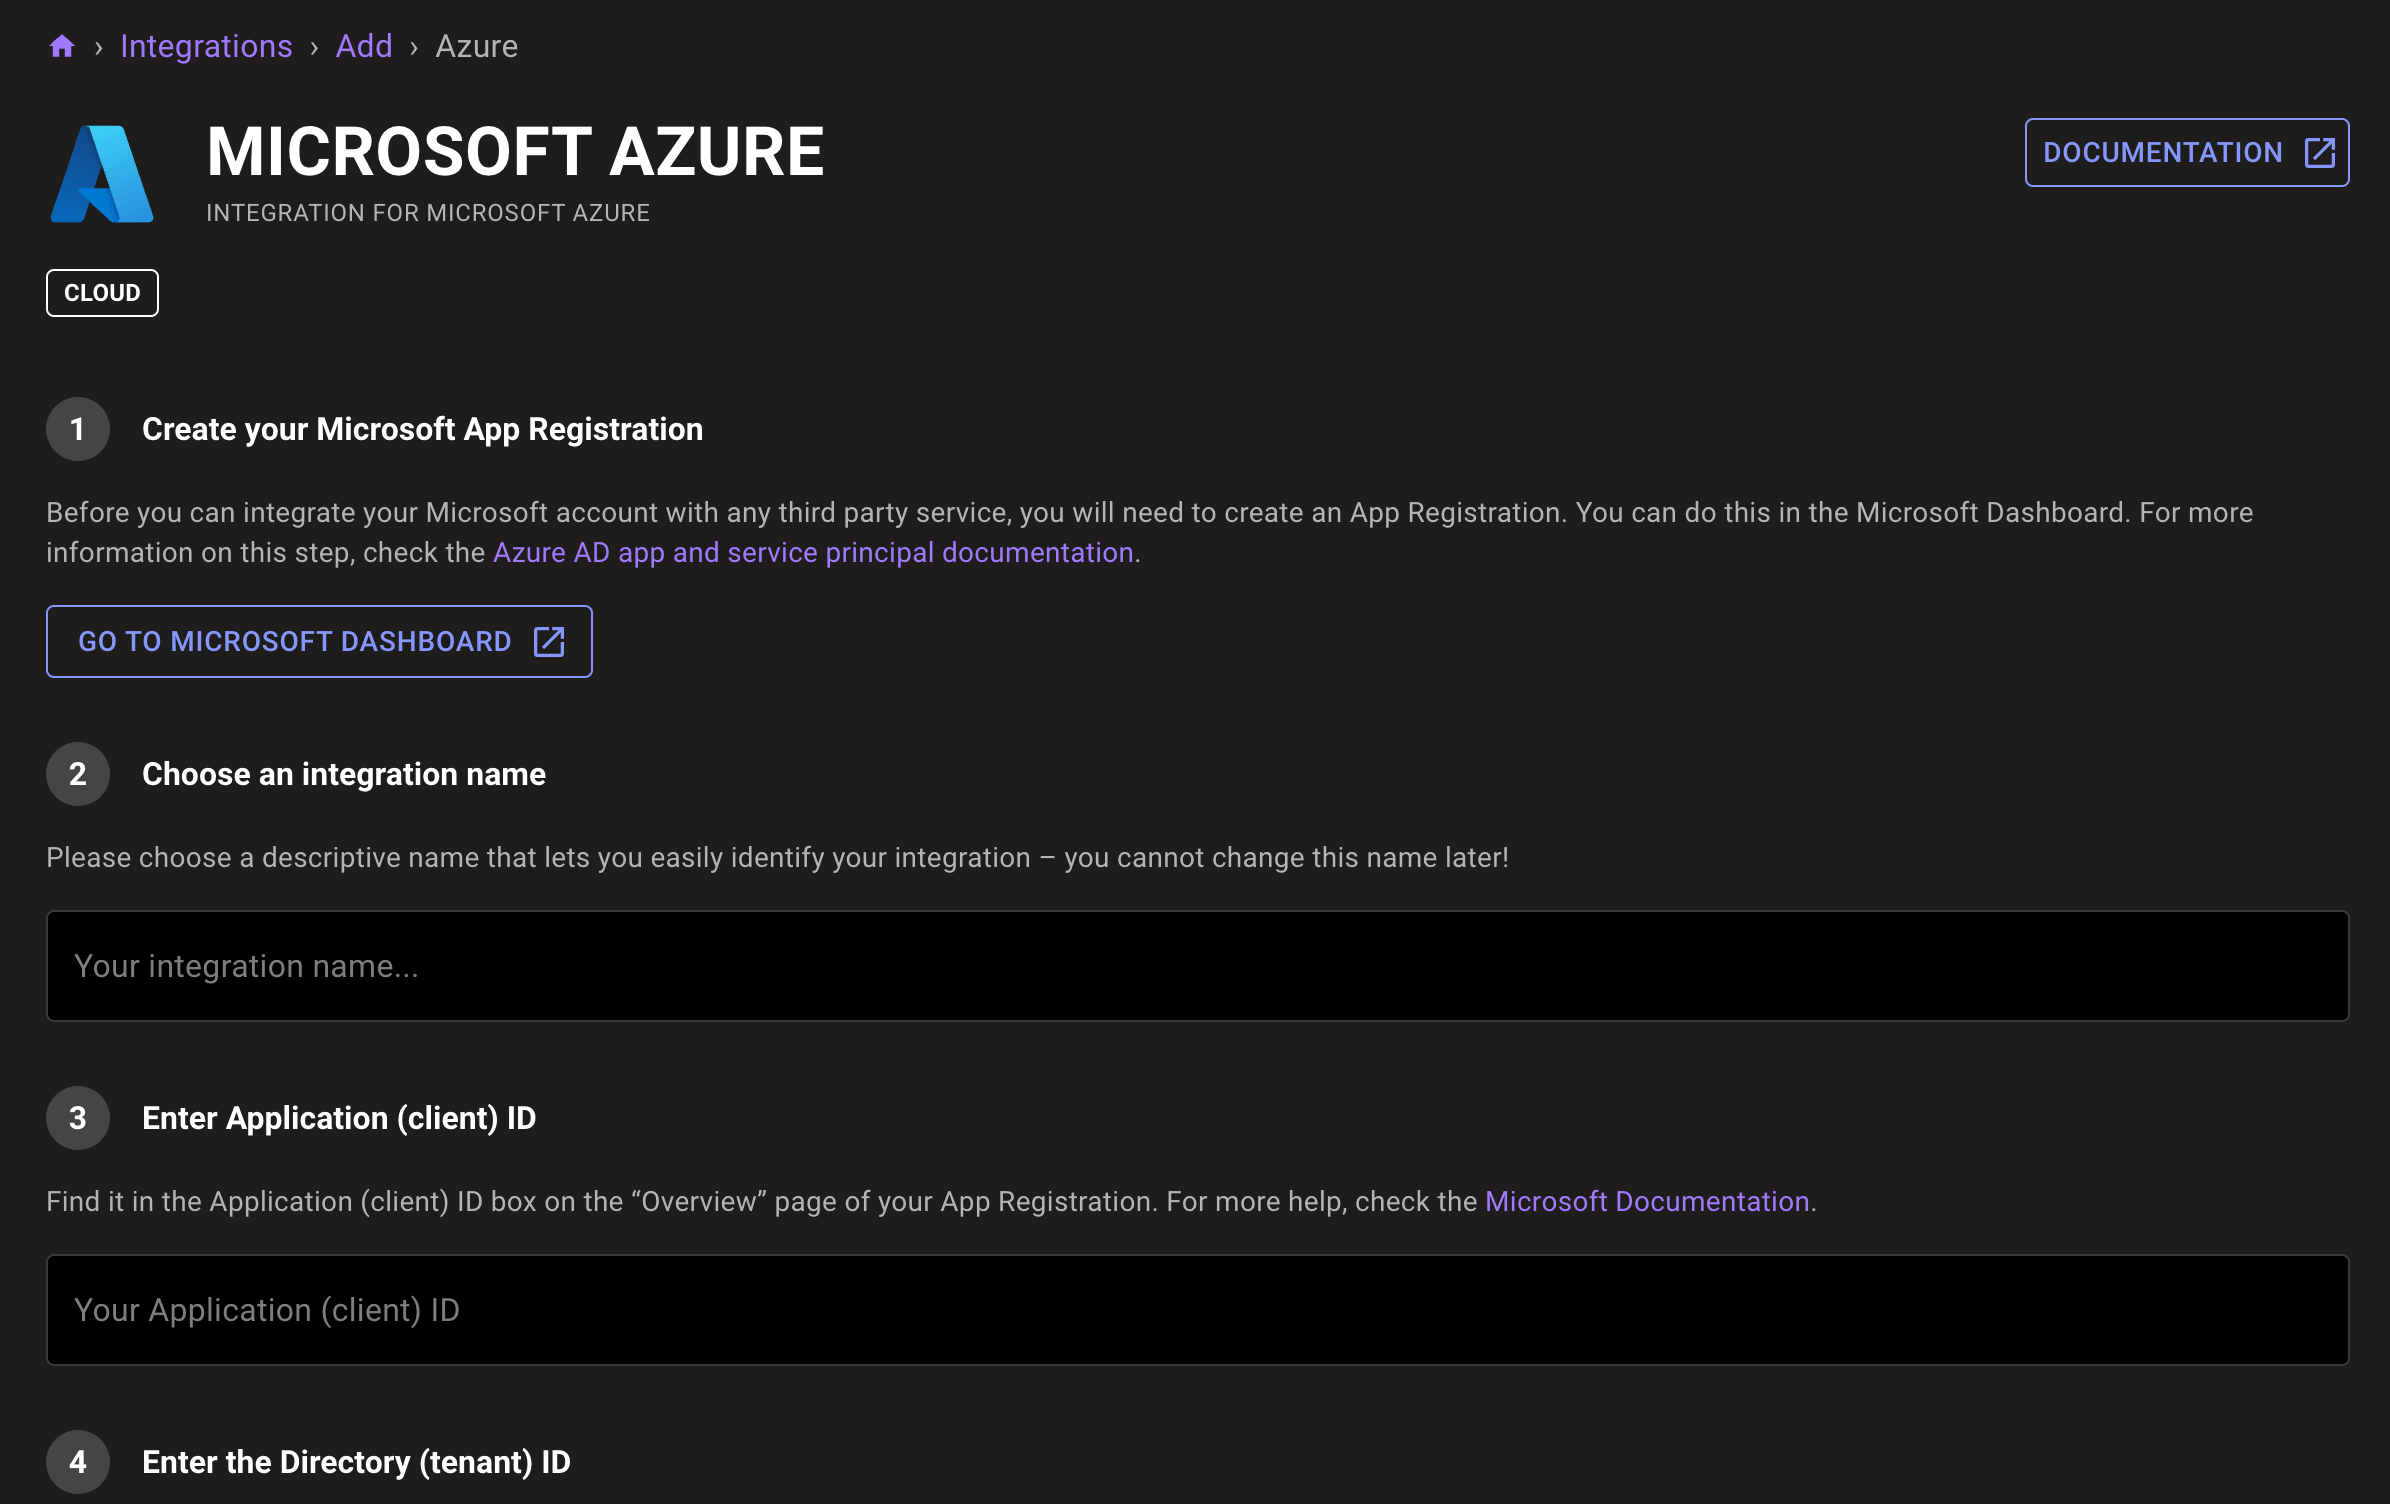 › Integrations › Add › Azure
MICROSOFT AZURE
DOCUMENTATION
INTEGRATION FOR MICROSOFT AZURE
CLOUD
1 Create your Microsoft App Registration
Before you can integrate your Microsoft account with any third party service, you will need to create an App Registration. You can do this in the Microsoft Dashboard. For more
information on this step, check the Azure AD app and service principal documentation.
GO TO MICROSOFT DASHBOARD
2 Choose an integration name
Please choose a descriptive name that lets you easily identify your integration – you cannot change this name later!
Your integration name...
3 Enter Application (client) ID
Find it in the Application (client) ID box on the “Overview” page of your App Registration. For more help, check the Microsoft Documentation.
Your Application (client) ID
4 Enter the Directory (tenant) ID